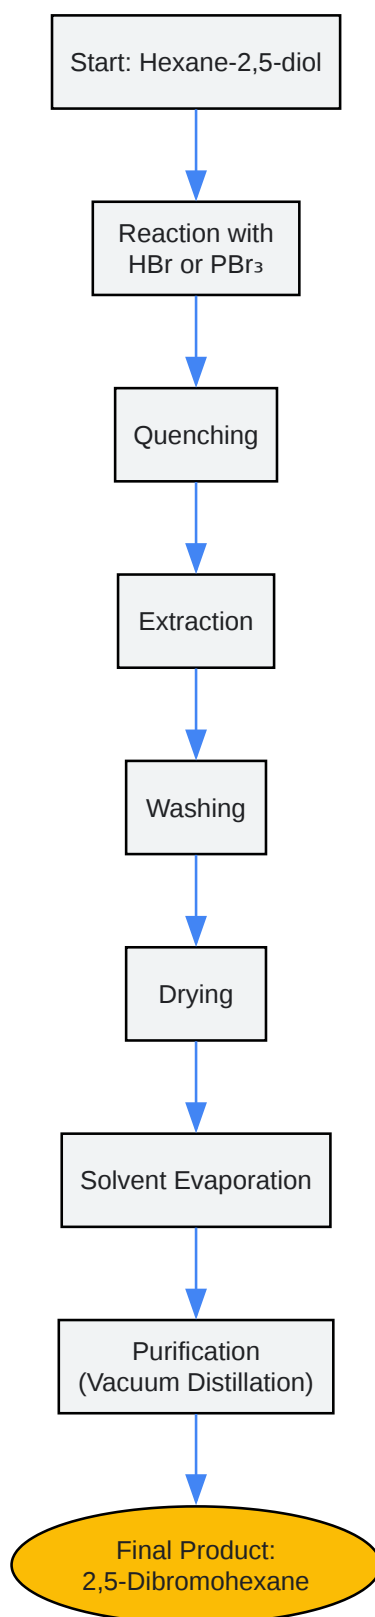 Start: Hexane-2,5-diol
Reaction with
HBr or PBr₃
Quenching
Extraction
Washing
Drying
Solvent Evaporation
Purification
(Vacuum Distillation)
Final Product:
2,5-Dibromohexane